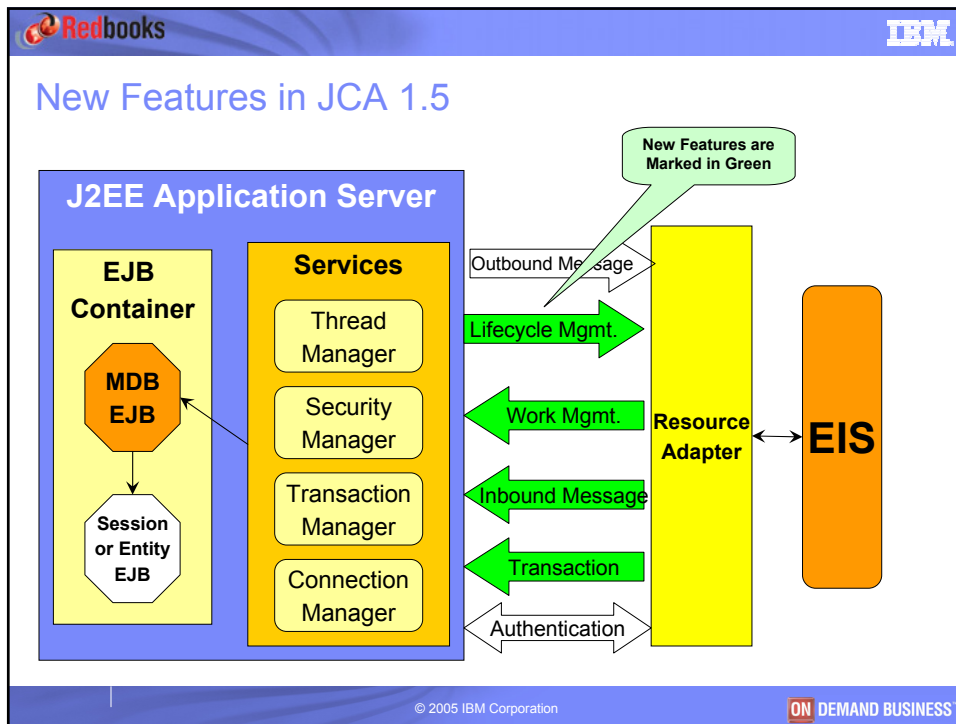 Redbooks
IBM
New Features in JCA 1.5
New Features are
Marked in Green
J2EE Application Server
EJB
Container
MDB
EJB
Session
or Entity
EJB
Services
Thread
Manager
Security
Manager
Transaction
Manager
Connection
Manager
Outbound Message
Lifecycle Mgmt.
Work Mgmt.
Inbound Message
Transaction
Authentication
Resource
Adapter
EIS
© 2005 IBM Corporation
ON DEMAND BUSINESS™